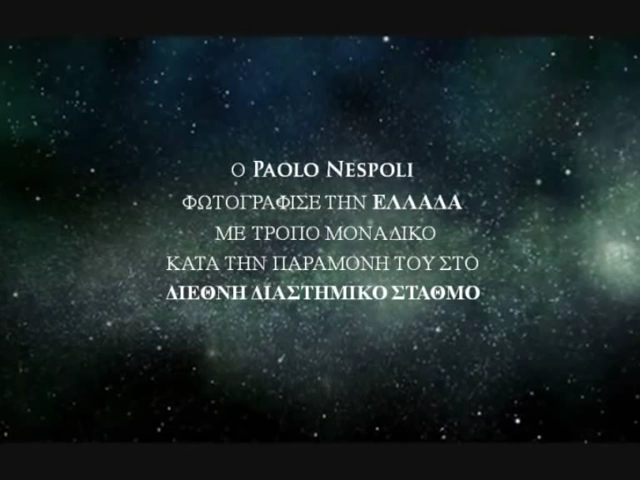 Ο PAOLO NESPOLI
ΦΩΤΟΓΡΑΦΙΣΕ ΤΗΝ ΕΛΛΑΔΑ
ΜΕ ΤΡΟΠΟ ΜΟΝΑΔΙΚΟ
ΚΑΤΑ ΤΗΝ ΠΑΡΑΜΟΝΗ ΤΟΥ ΣΤΟ
ΔΙΕΘΝΗ ΔΙΑΣΤΗΜΙΚΟ ΣΤΑΘΜΟ